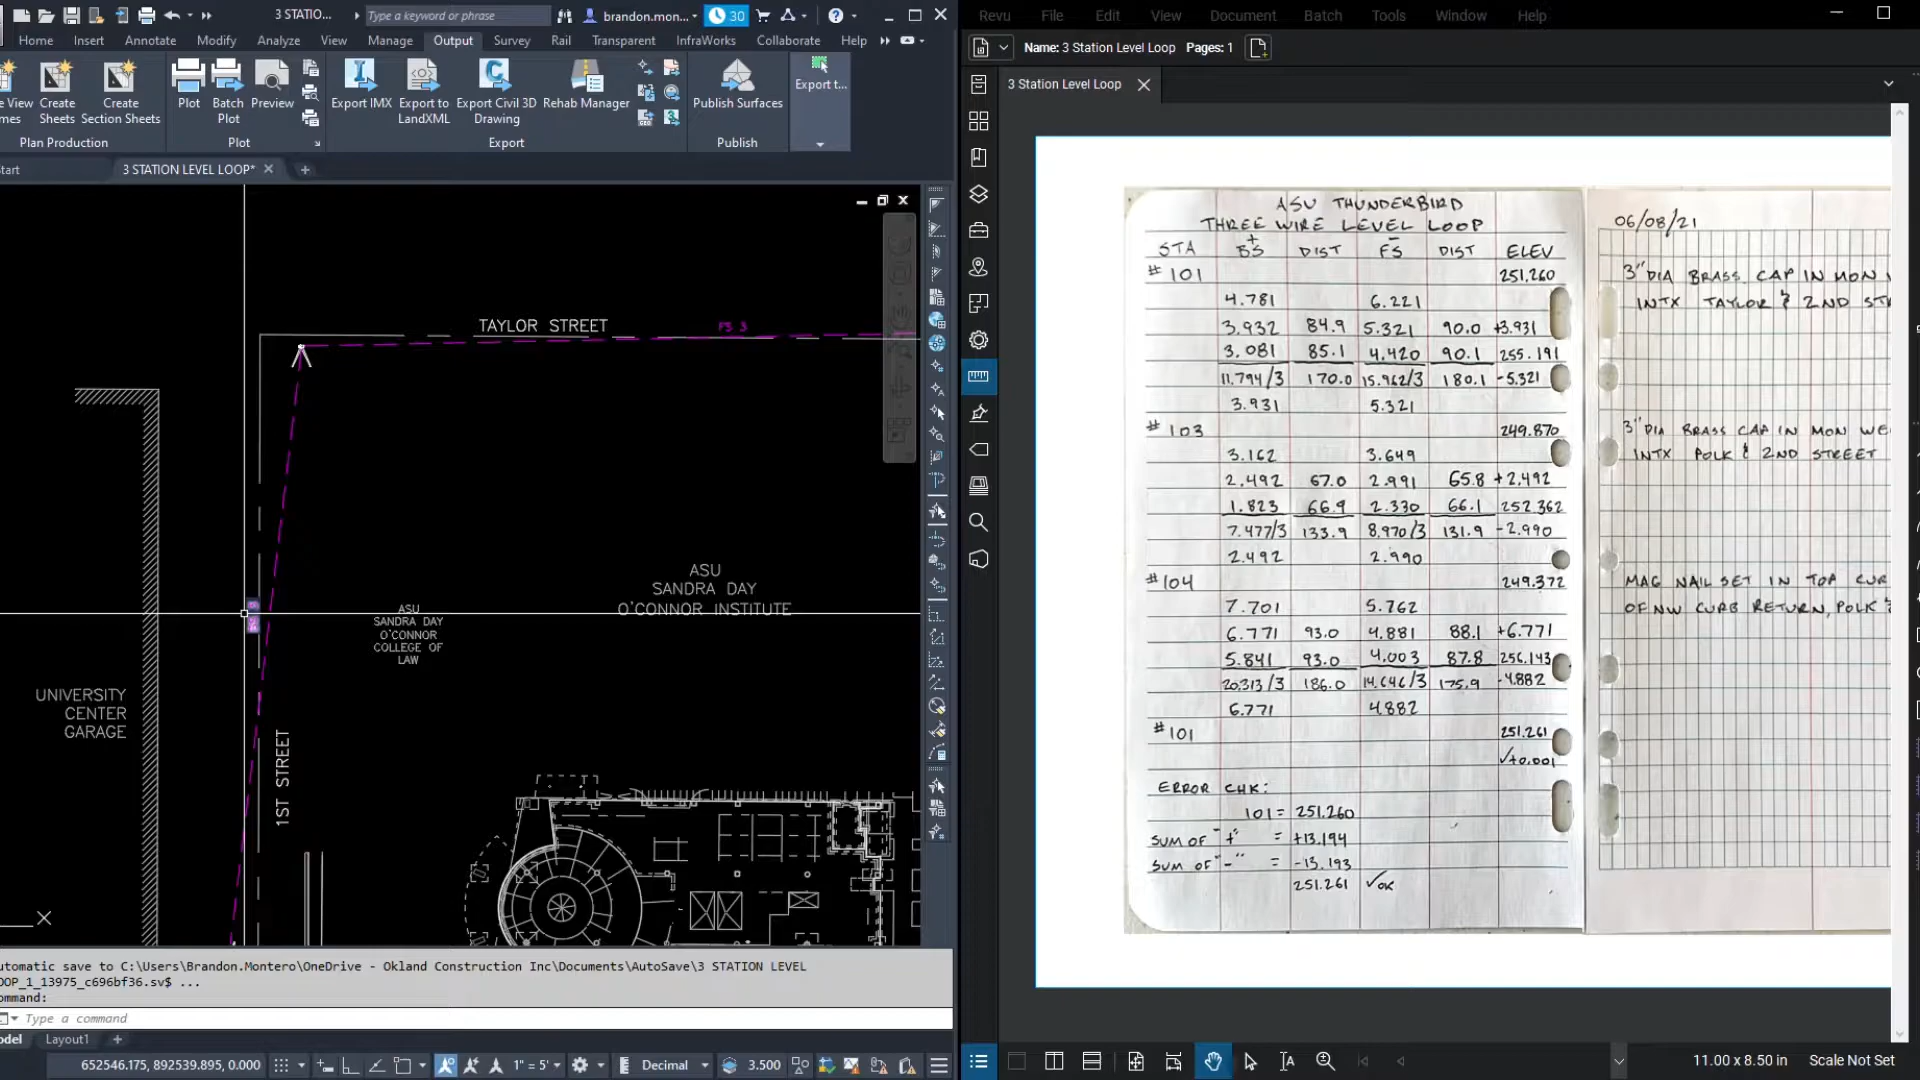 3 STATIO...
Type a keyword or phrase
brandon.mon...
30
Home Insert Annotate Modify Analyze View Manage Output Survey Rail Transparent InfraWorks Collaborate Help
Create Sheets
Create Section Sheets
Plot
Batch Plot
Preview
Export IMX
Export to LandXML
Export Civil 3D Drawing
Rehab Manager
Publish Surfaces
Export t...
Plan Production
Plot
Export
Publish
3 STATION LEVEL LOOP*
TAYLOR STREET
FS 3
ASU
SANDRA DAY
O'CONNOR INSTITUTE
ASU
SANDRA DAY
O'CONNOR
COLLEGE OF
LAW
UNIVERSITY
CENTER
GARAGE
1ST STREET
utomatic save to C:\Users\Brandon.Montero\OneDrive - Okland Construction Inc\Documents\AutoSave\3 STATION LEVEL
OOP_1_13975_c696bf36.sv$ ...
ommand:
Type a command
odel Layout1
652546.175, 892539.895, 0.000
1" = 5'
Decimal
3.500
Revu File Edit View Document Batch Tools Window Help
Name: 3 Station Level Loop Pages: 1
3 Station Level Loop
ASU THUNDERBIRD
THREE WIRE LEVEL LOOP
STA + BS DIST - FS DIST ELEV
#101 251.260
4.781 6.221
3.932 84.9 5.321 90.0 +3.931
3.081 85.1 4.420 90.1 255.191
11.794/3 170.0 15.962/3 180.1 -5.321
3.931 5.321
#103 249.870
3.162 3.649
2.492 67.0 2.991 65.8 +2.492
1.823 66.9 2.330 66.1 252.362
7.477/3 133.9 8.970/3 131.9 -2.990
2.492 2.990
#104 249.372
7.701 5.762
6.771 93.0 4.881 88.1 +6.771
5.841 93.0 4.003 87.8 256.143
20.313/3 186.0 14.646/3 175.9 -4.882
6.771 4.882
#101 251.261
✓+0.001
ERROR CHK:
101 = 251.260
SUM OF "+" = +13.194
SUM OF "-" = -13.193
251.261 ✓OK
06/08/21
3" DIA BRASS CAP IN MON
INTX TAYLOR & 2ND ST
3" DIA BRASS CAP IN MON WE
INTX POLK & 2ND STREET
MAG NAIL SET IN TOP CUR
OF NW CURB RETURN, POLK &
11.00 x 8.50 in Scale Not Set